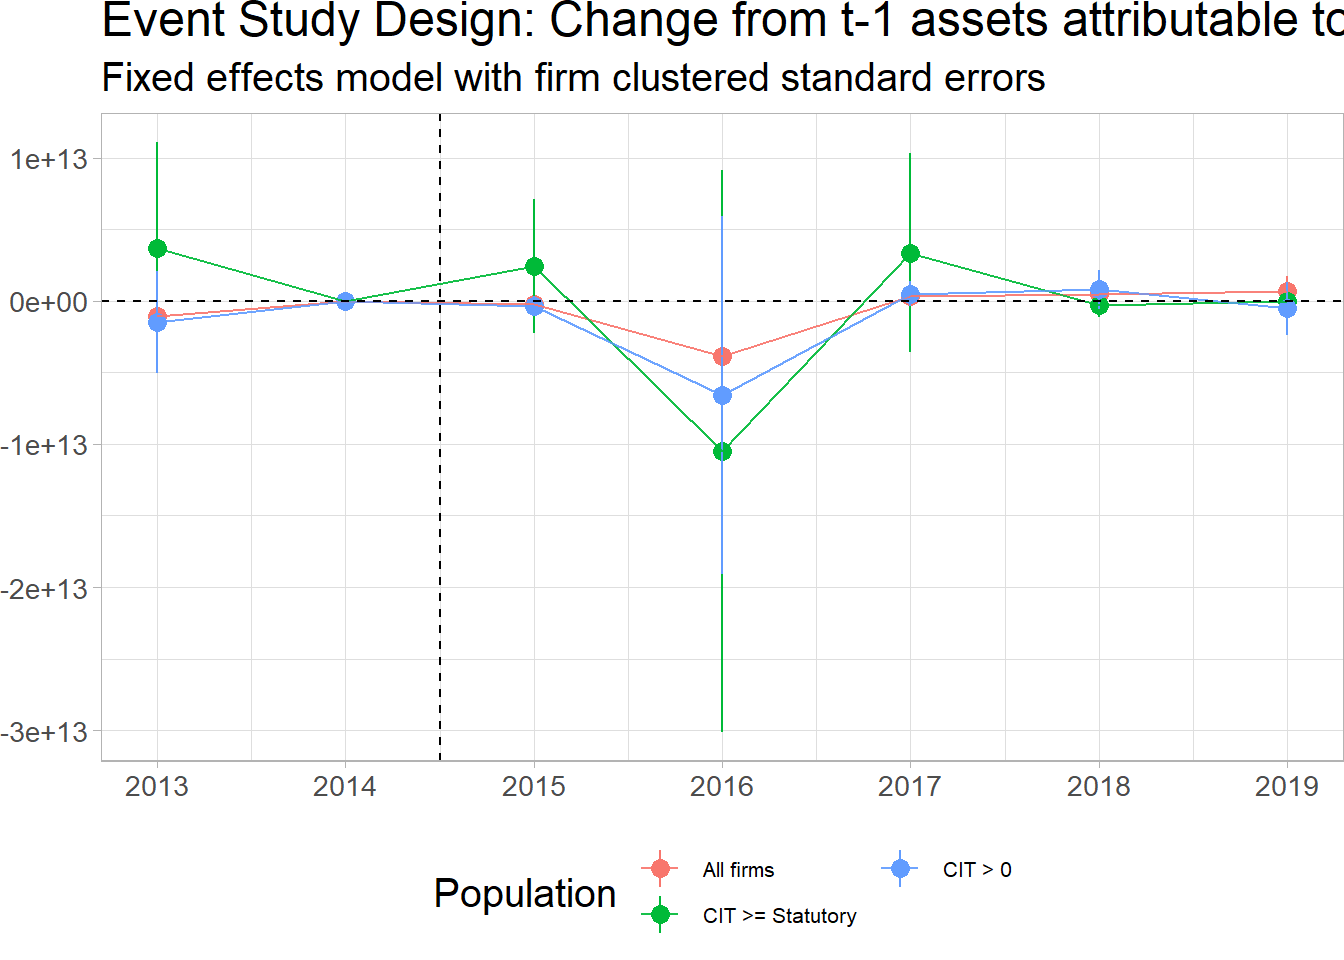 Event Study Design: Change from t-1 assets attributable to
Fixed effects model with firm clustered standard errors
1e+13
0e+00
-1e+13
-2e+13
-3e+13
2013 2014 2015 2016 2017 2018 2019
Population
All firms
CIT >= Statutory
CIT > 0